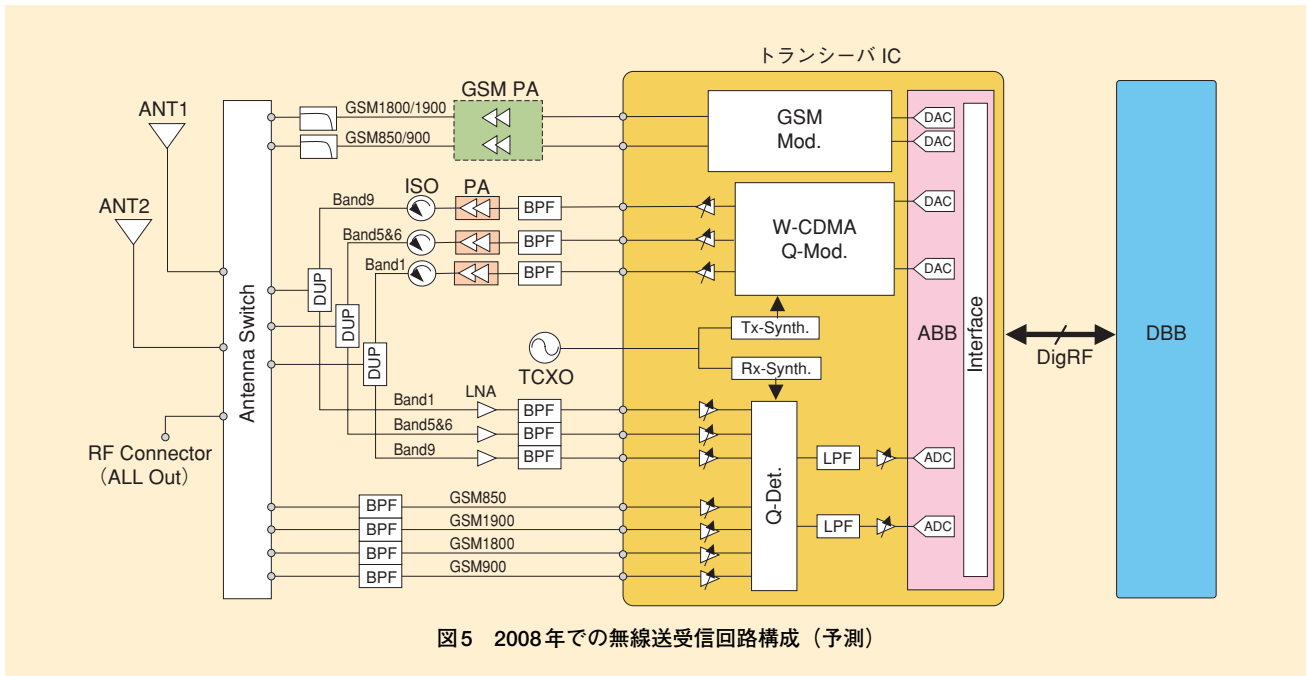 トランシーバ IC
GSM PA
ANT1
GSM1800/1900
GSM850/900
GSM
Mod.
DAC
DAC
ANT2
ISO
PA
Band9
BPF
Band5&6
BPF
Band1
BPF
W-CDMA
Q-Mod.
DAC
DAC
DUP
DUP
DUP
Antenna Switch
TCXO
Tx-Synth.
Rx-Synth.
ABB
Interface
DigRF
DBB
RF Connector
（ALL Out）
Band1
LNA
BPF
Band5&6
BPF
Band9
BPF
Q-Det.
LPF
ADC
LPF
ADC
BPF
GSM850
BPF
GSM1900
BPF
GSM1800
BPF
GSM900
図5 2008年での無線送受信回路構成（予測）